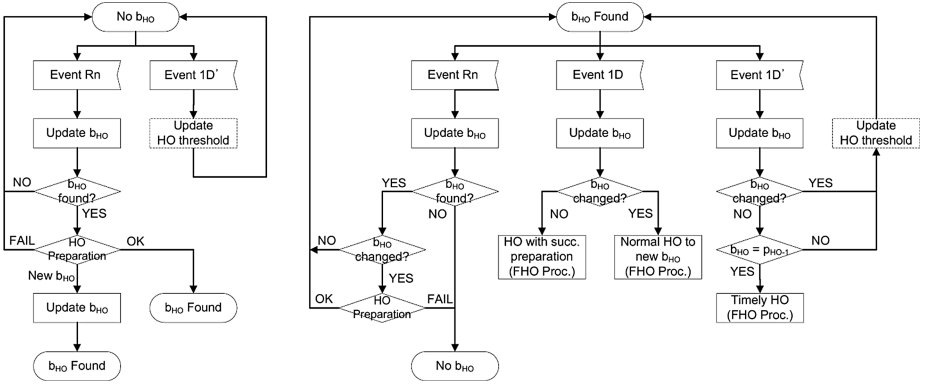 No bHO
Event Rn
Event 1D*
Update bHO
Update
HO threshold
NO
bHO
found?
YES
FAIL
HO
Preparation
OK
New bHO
Update bHO
bHO Found
bHO Found
bHO Found
Event Rn
Event 1D
Event 1D*
Update bHO
Update bHO
Update bHO
Update
HO threshold
YES
bHO
found?
NO
bHO
changed?
NO
YES
bHO
changed?
YES
NO
NO
bHO
changed?
YES
HO with succ.
preparation
(FHO Proc.)
Normal HO to
new bHO
(FHO Proc.)
bHO = pHO-1
NO
YES
OK
HO
Preparation
FAIL
Timely HO
(FHO Proc.)
No bHO